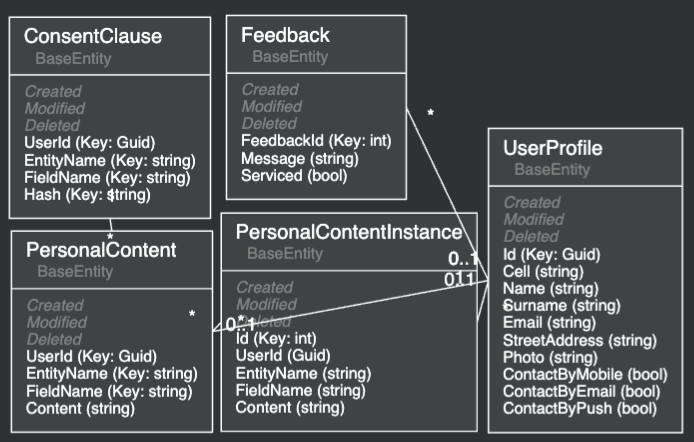 ConsentClause
BaseEntity
Created
Modified
Deleted
UserId (Key: Guid)
EntityName (Key: string)
FieldName (Key: string)
Hash (Key: string)
Feedback
BaseEntity
Created
Modified
Deleted
FeedbackId (Key: int)
Message (string)
Serviced (bool)
*
UserProfile
BaseEntity
Created
Modified
Deleted
Id (Key: Guid)
Cell (string)
Name (string)
Surname (string)
Email (string)
StreetAddress (string)
Photo (string)
ContactByMobile (bool)
ContactByEmail (bool)
ContactByPush (bool)
*
PersonalContent
BaseEntity
Created
Modified
Deleted
*
UserId (Key: Guid)
EntityName (Key: string)
FieldName (Key: string)
Content (string)
PersonalContentInstance
BaseEntity
0..1
Created
Modified
Deleted
*
0..1
Id (Key: int)
UserId (Guid)
EntityName (string)
FieldName (string)
Content (string)